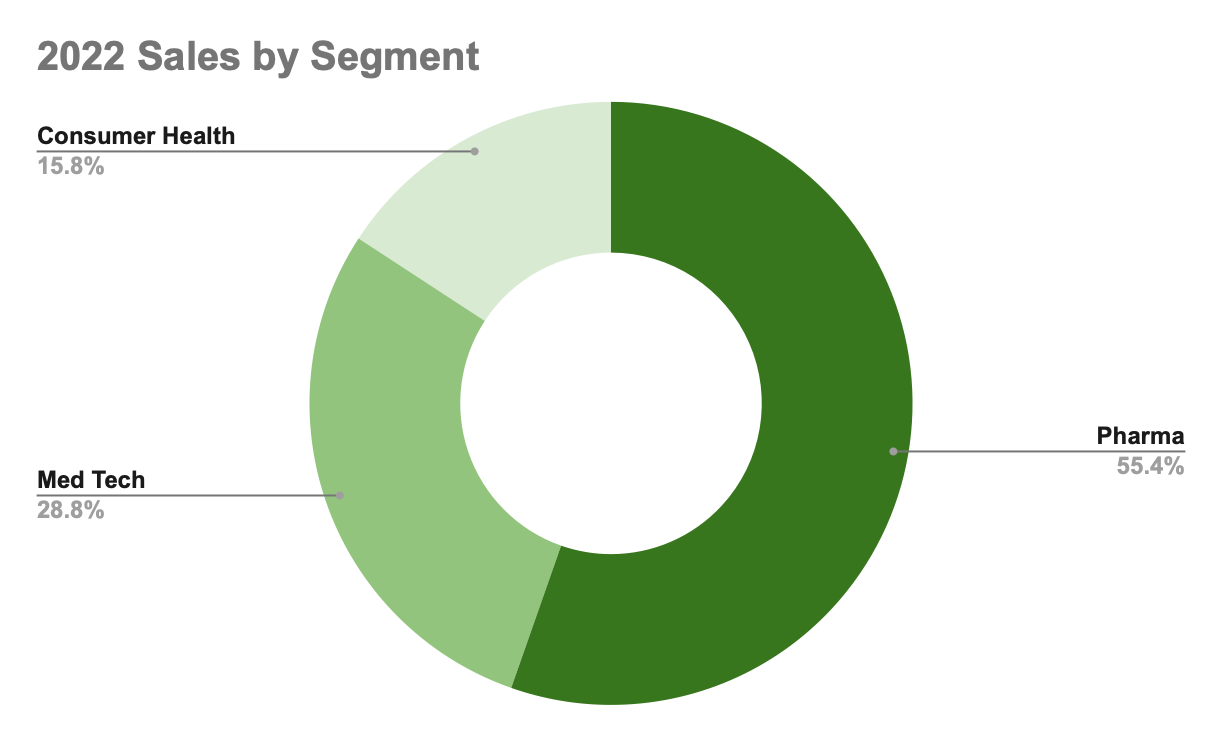 2022 Sales by Segment
Consumer Health
15.8%
Pharma
55.4%
Med Tech
28.8%